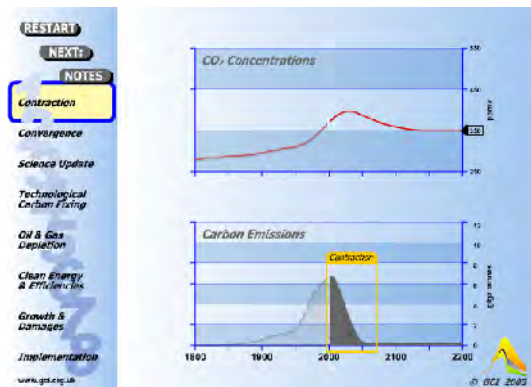 RESTART
NEXT:
NOTES
Contraction
Convergence
Science Update
Technological
Carbon Fixing
Oil & Gas
Depletion
Clean Energy
& Efficiencies
Growth &
Damages
Implementation
www.gci.org.uk
CO₂ Concentrations
550
450
350
250
ppmv
Carbon Emissions
Contraction
12
10
8
6
4
2
0
1800
1900
2000
2100
2200
© GCI 2003